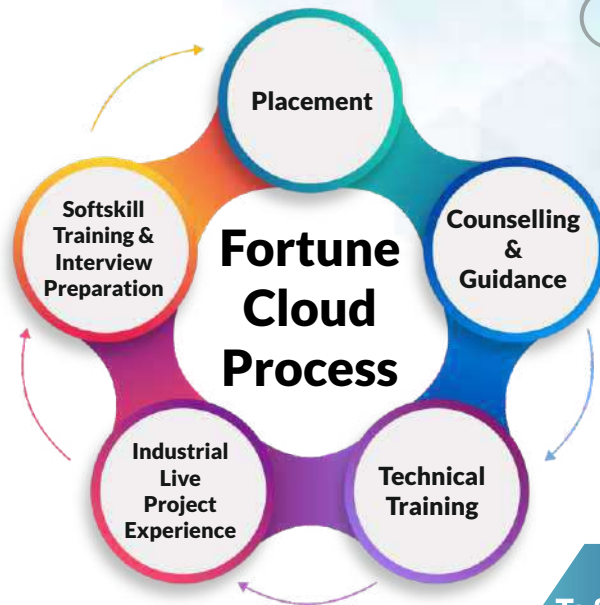 Placement
Counselling
&
Guidance
Technical
Training
Industrial
Live
Project
Experience
Softskill
Training &
Interview
Preparation
Fortune
Cloud
Process